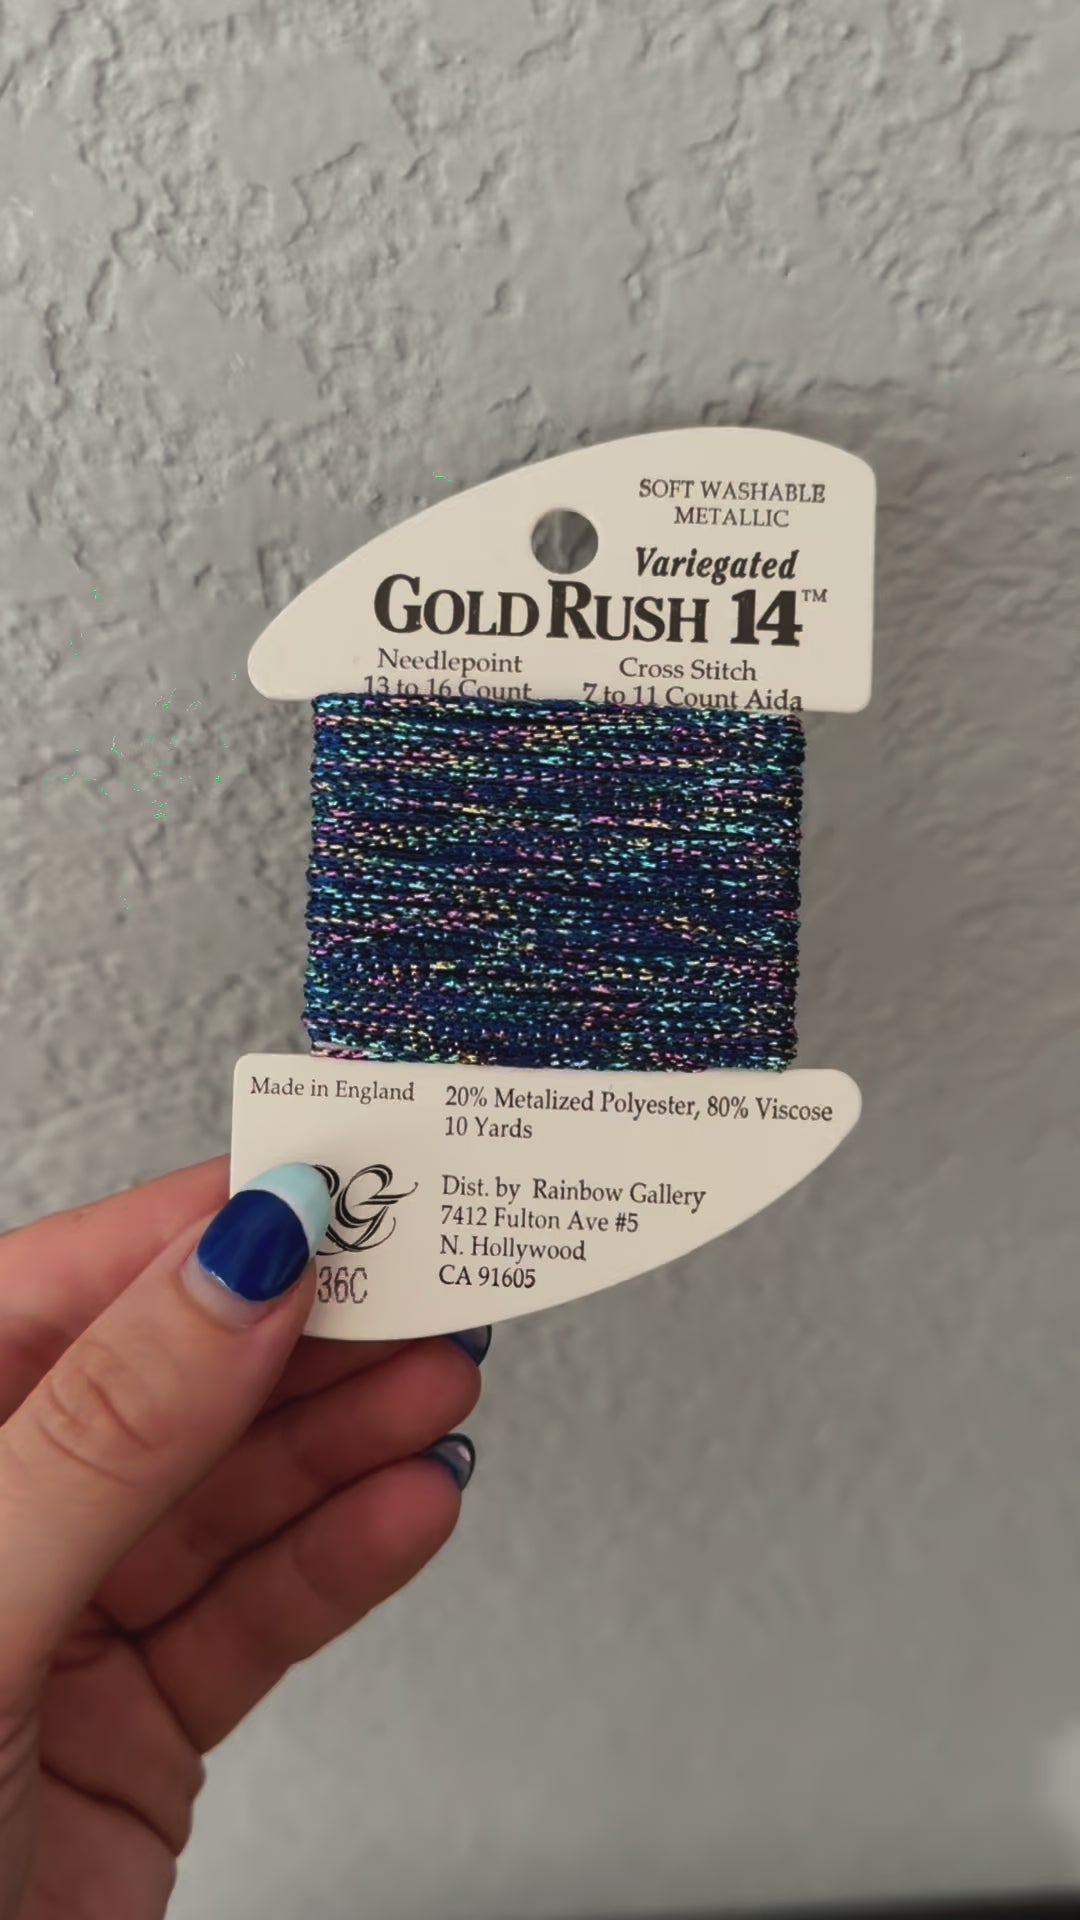 SOFT WASHABLE
METALLIC
Variegated
GOLD RUSH 14™
Needlepoint
13 to 16 Count
Cross Stitch
7 to 11 Count Aida
Made in England
20% Metalized Polyester, 80% Viscose
10 Yards
RG
36C
Dist. by Rainbow Gallery
7412 Fulton Ave #5
N. Hollywood
CA 91605